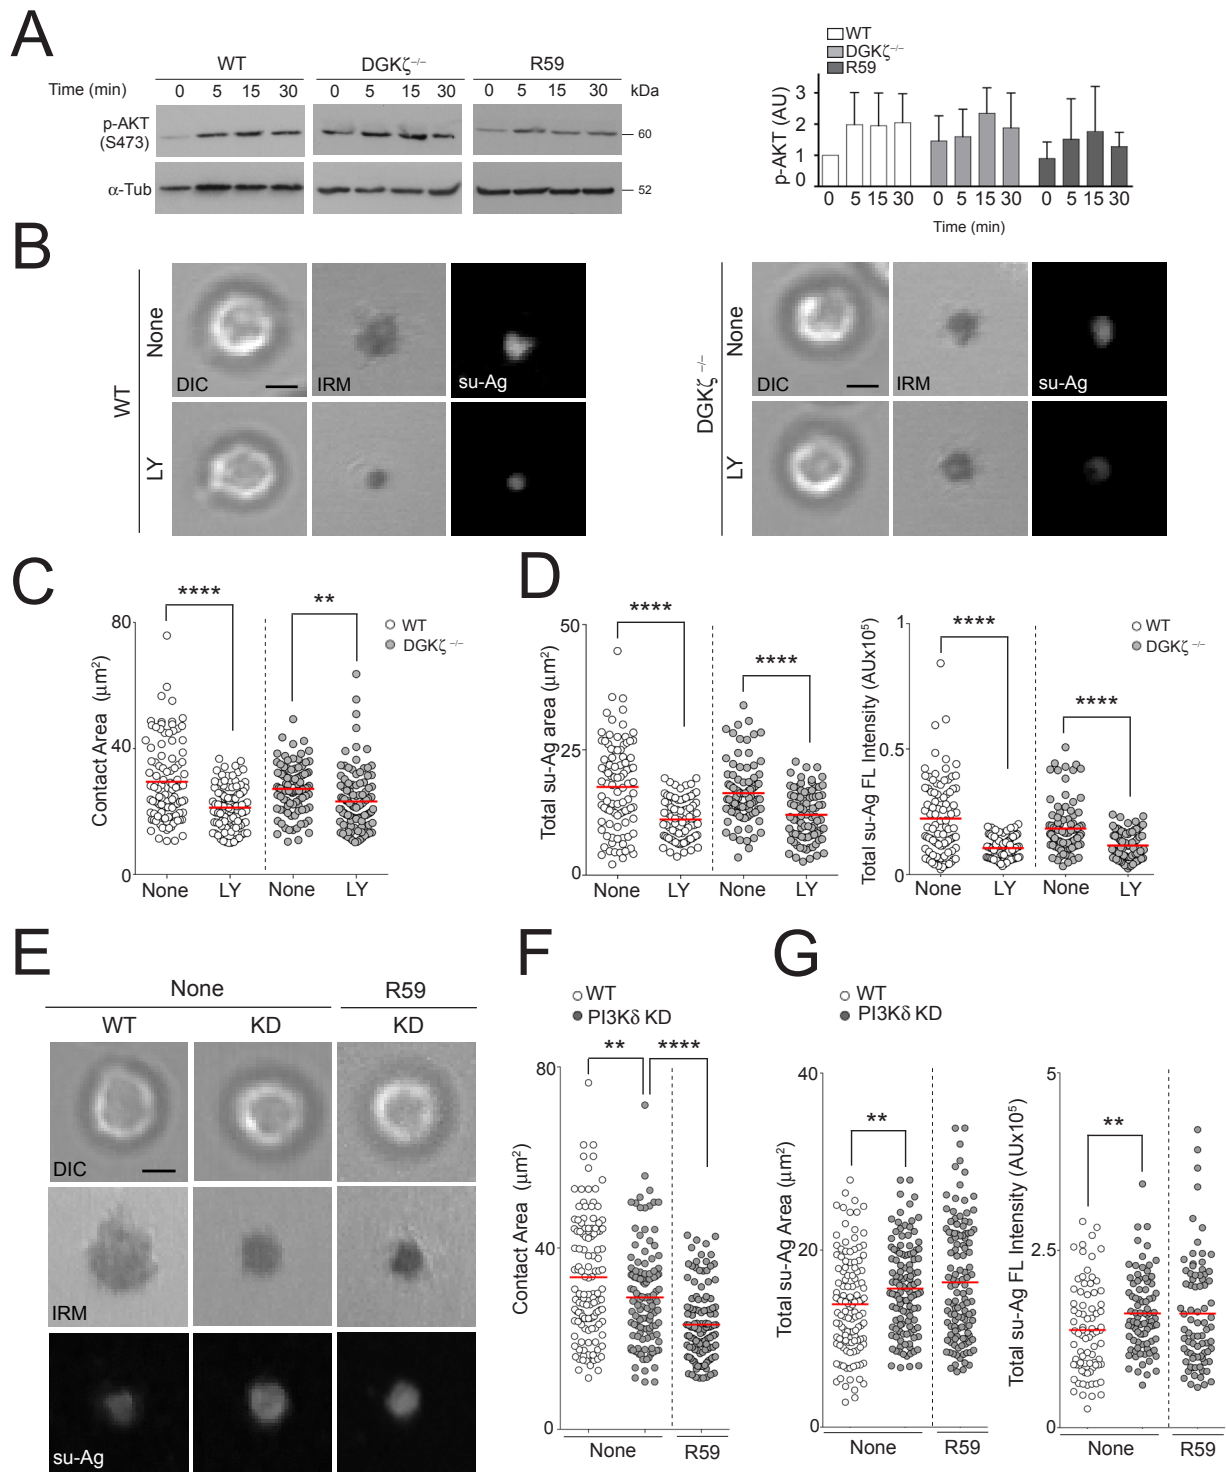 A
WT DGKζ⁻/⁻ R59
Time (min) 0 5 15 30 0 5 15 30 0 5 15 30 kDa
p-AKT
(S473)
60
α-Tub
52
WT
DGKζ⁻/⁻
R59
p-AKT (AU)
3
2
1
0
0 5 15 30 0 5 15 30 0 5 15 30
Time (min)
B
WT
None
DIC IRM su-Ag
LY
DGKζ⁻/⁻
None
DIC IRM su-Ag
LY
C
**** **
WT
DGKζ⁻/⁻
Contact Area (μm²)
80
40
0
None LY None LY
D
**** ****
Total su-Ag area (μm²)
50
25
0
None LY None LY
**** ****
WT
DGKζ⁻/⁻
Total su-Ag FL Intensity (AUx10⁵)
1
0.5
0
None LY None LY
E
None R59
WT KD KD
DIC
IRM
su-Ag
F
WT
PI3Kδ KD
** ****
Contact Area (μm²)
80
40
0
None R59
G
WT
PI3Kδ KD
**
Total su-Ag Area (μm²)
40
20
0
None R59
**
Total su-Ag FL Intensity (AUx10⁵)
5
2.5
0
None R59